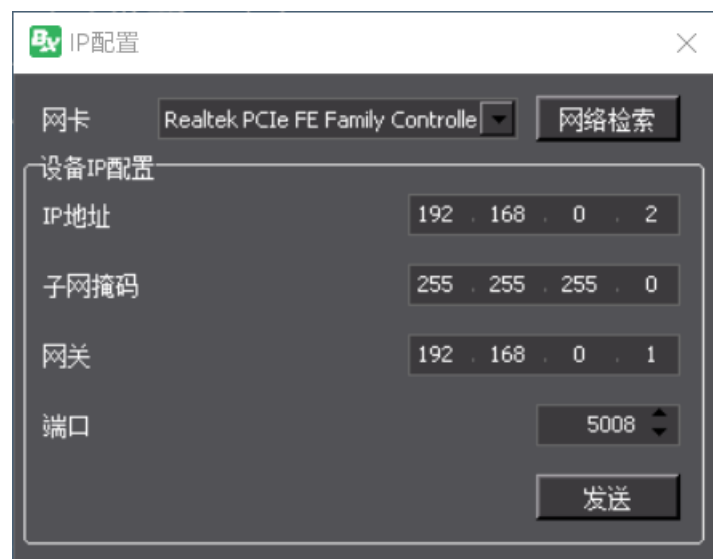 BX IP配置
网卡 Realtek PCIe FE Family Controlle 网络检索
设备IP配置
IP地址 192 . 168 . 0 . 2
子网掩码 255 . 255 . 255 . 0
网关 192 . 168 . 0 . 1
端口 5008
发送